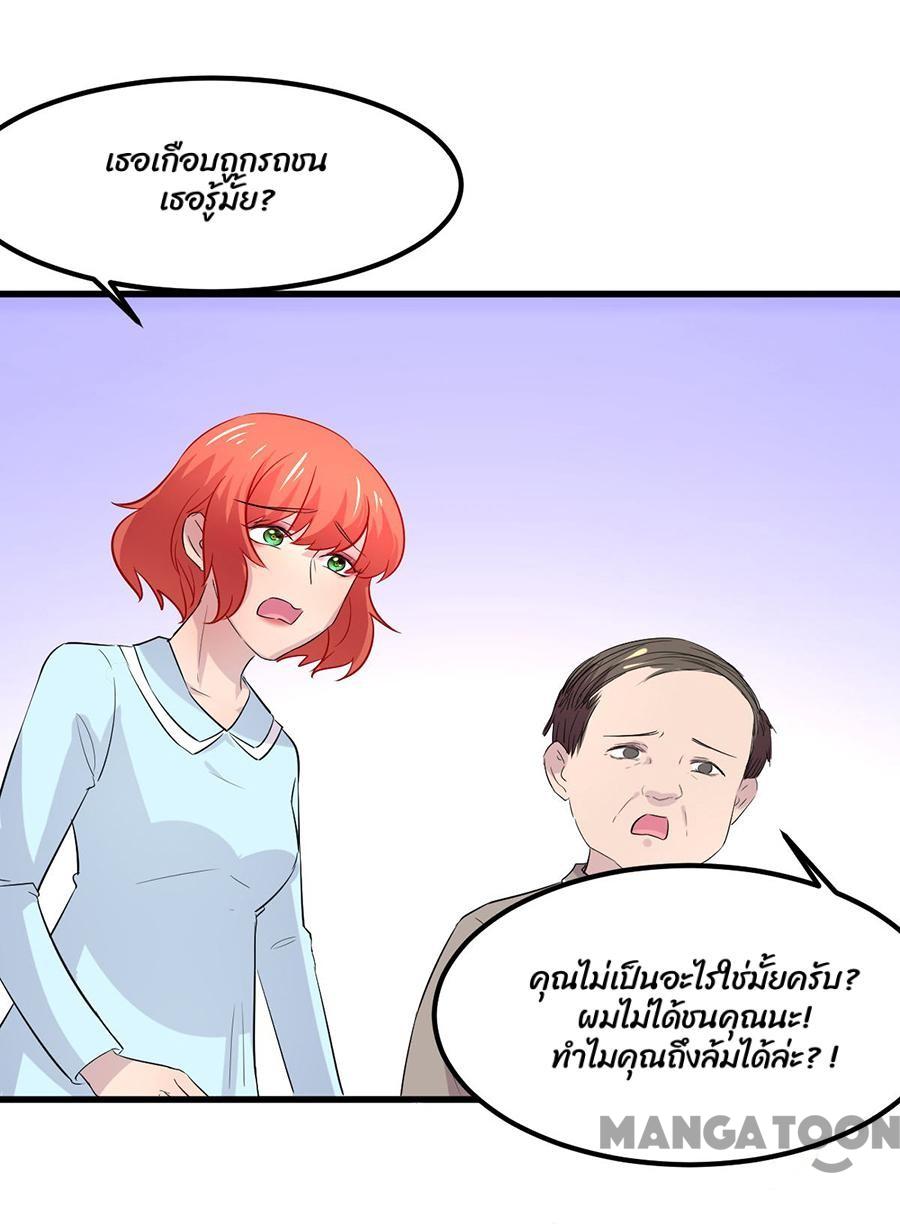 เธอเกือบถูกรถชน
เธอรู้มั้ย?
คุณไม่เป็นอะไรใช่มั้ยครับ?
ผมไม่ได้ชนคุณนะ!
ทำไมคุณถึงล้มได้ล่ะ?!
MANGATOON